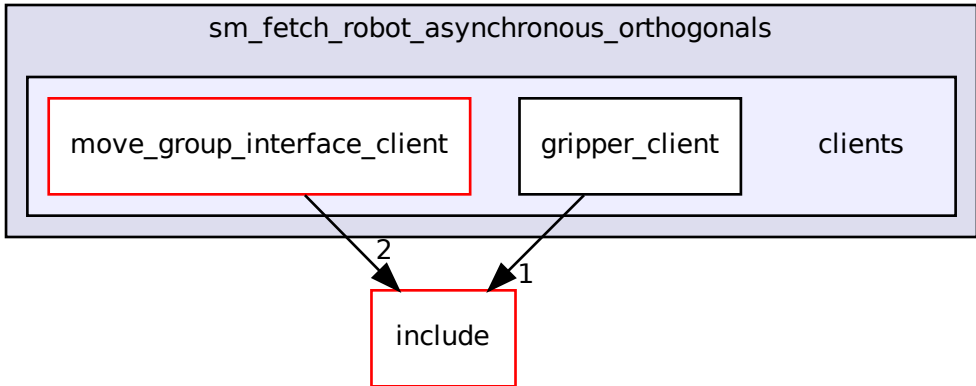 sm_fetch_robot_asynchronous_orthogonals
move_group_interface_client
gripper_client
clients
2
1
include